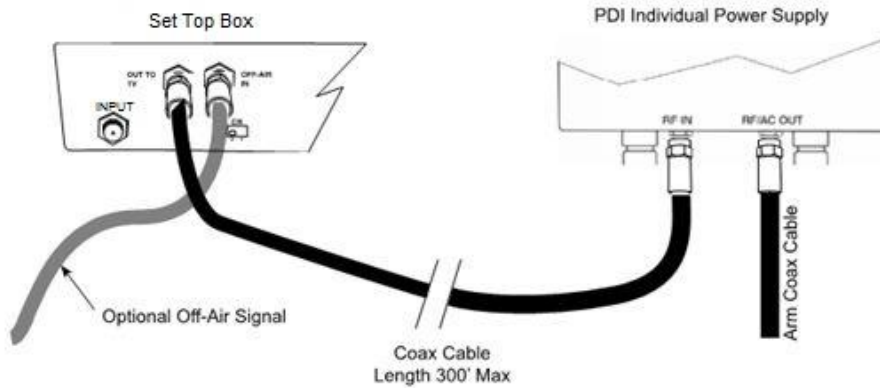 Set Top Box
PDI Individual Power Supply
OUT TO
TV
OFF-AIR
IN
INPUT
RF IN
RF/AC OUT
Optional Off-Air Signal
Coax Cable
Length 300' Max
Arm Coax Cable